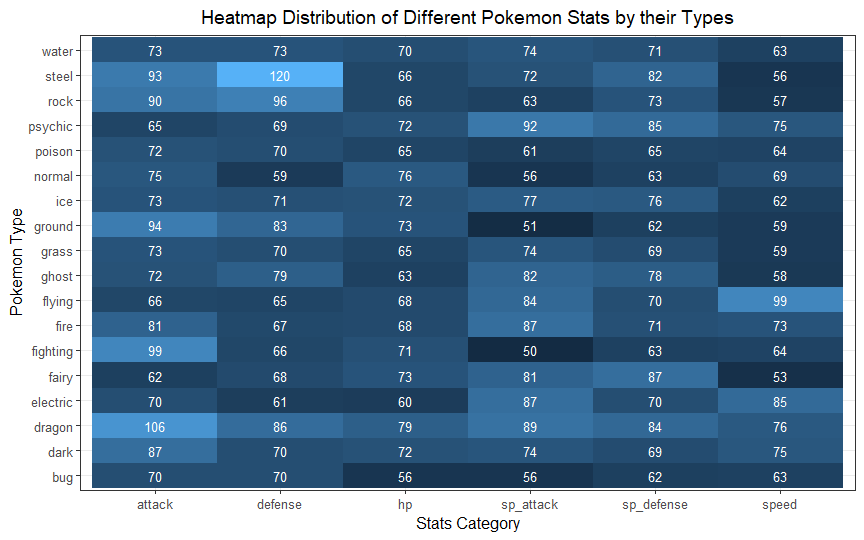 Heatmap Distribution of Different Pokemon Stats by their Types
Pokemon Type
water 73 73 70 74 71 63
steel 93 120 66 72 82 56
rock 90 96 66 63 73 57
psychic 65 69 72 92 85 75
poison 72 70 65 61 65 64
normal 75 59 76 56 63 69
ice 73 71 72 77 76 62
ground 94 83 73 51 62 59
grass 73 70 65 74 69 59
ghost 72 79 63 82 78 58
flying 66 65 68 84 70 99
fire 81 67 68 87 71 73
fighting 99 66 71 50 63 64
fairy 62 68 73 81 87 53
electric 70 61 60 87 70 85
dragon 106 86 79 89 84 76
dark 87 70 72 74 69 75
bug 70 70 56 56 62 63
attack defense hp sp_attack sp_defense speed
Stats Category